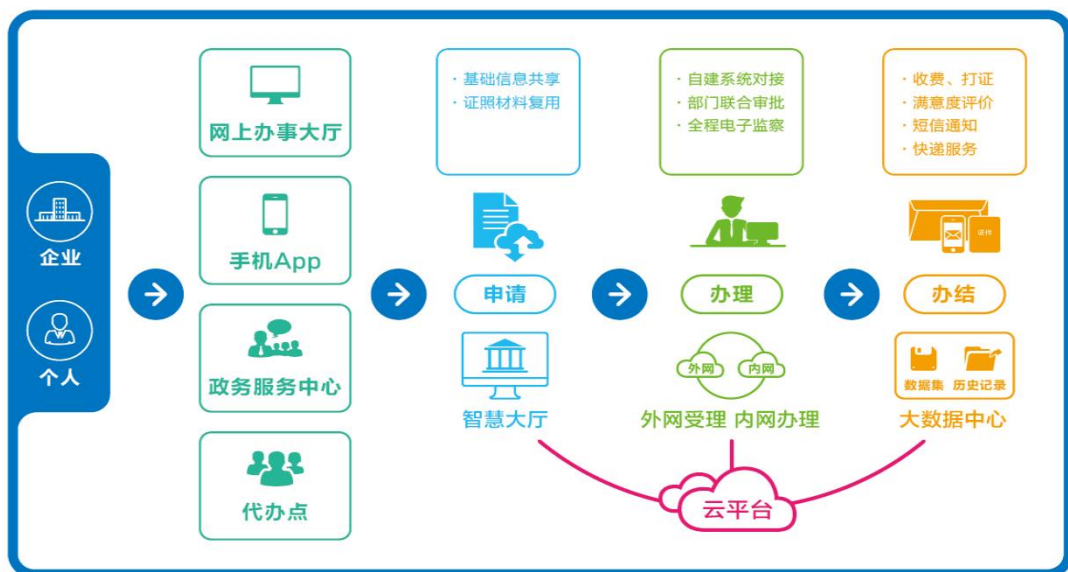 企业
个人
网上办事大厅
手机App
政务服务中心
代办点
· 基础信息共享
· 证照材料复用
申请
智慧大厅
· 自建系统对接
· 部门联合审批
· 全程电子监察
办理
外网
内网
外网受理 内网办理
· 收费、打证
· 满意度评价
· 短信通知
· 快递服务
证件
办结
数据集
历史记录
大数据中心
云平台